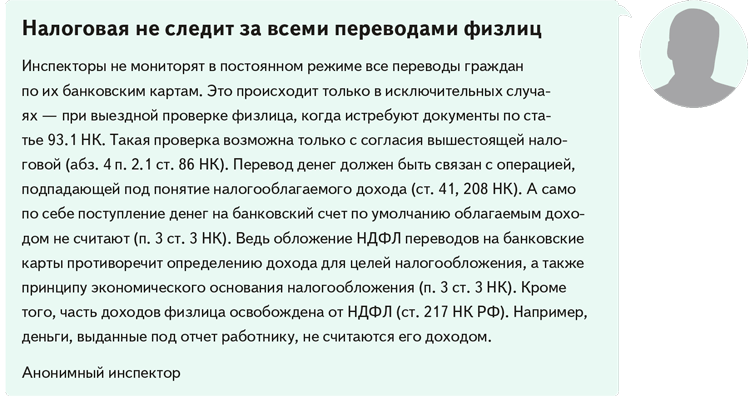 Налоговая не следит за всеми переводами физлиц
Инспекторы не мониторят в постоянном режиме все переводы граждан
по их банковским картам. Это происходит только в исключительных случа-
ях — при выездной проверке физлица, когда истребуют документы по ста-
тье 93.1 НК. Такая проверка возможна только с согласия вышестоящей нало-
говой (абз. 4 п. 2.1 ст. 86 НК). Перевод денег должен быть связан с операцией,
подпадающей под понятие налогооблагаемого дохода (ст. 41, 208 НК). А само
по себе поступление денег на банковский счет по умолчанию облагаемым дохо-
дом не считают (п. 3 ст. 3 НК). Ведь обложение НДФЛ переводов на банковские
карты противоречит определению дохода для целей налогообложения, а также
принципу экономического основания налогообложения (п. 3 ст. 3 НК). Кроме
того, часть доходов физлица освобождена от НДФЛ (ст. 217 НК РФ). Например,
деньги, выданные под отчет работнику, не считаются его доходом.
Анонимный инспектор